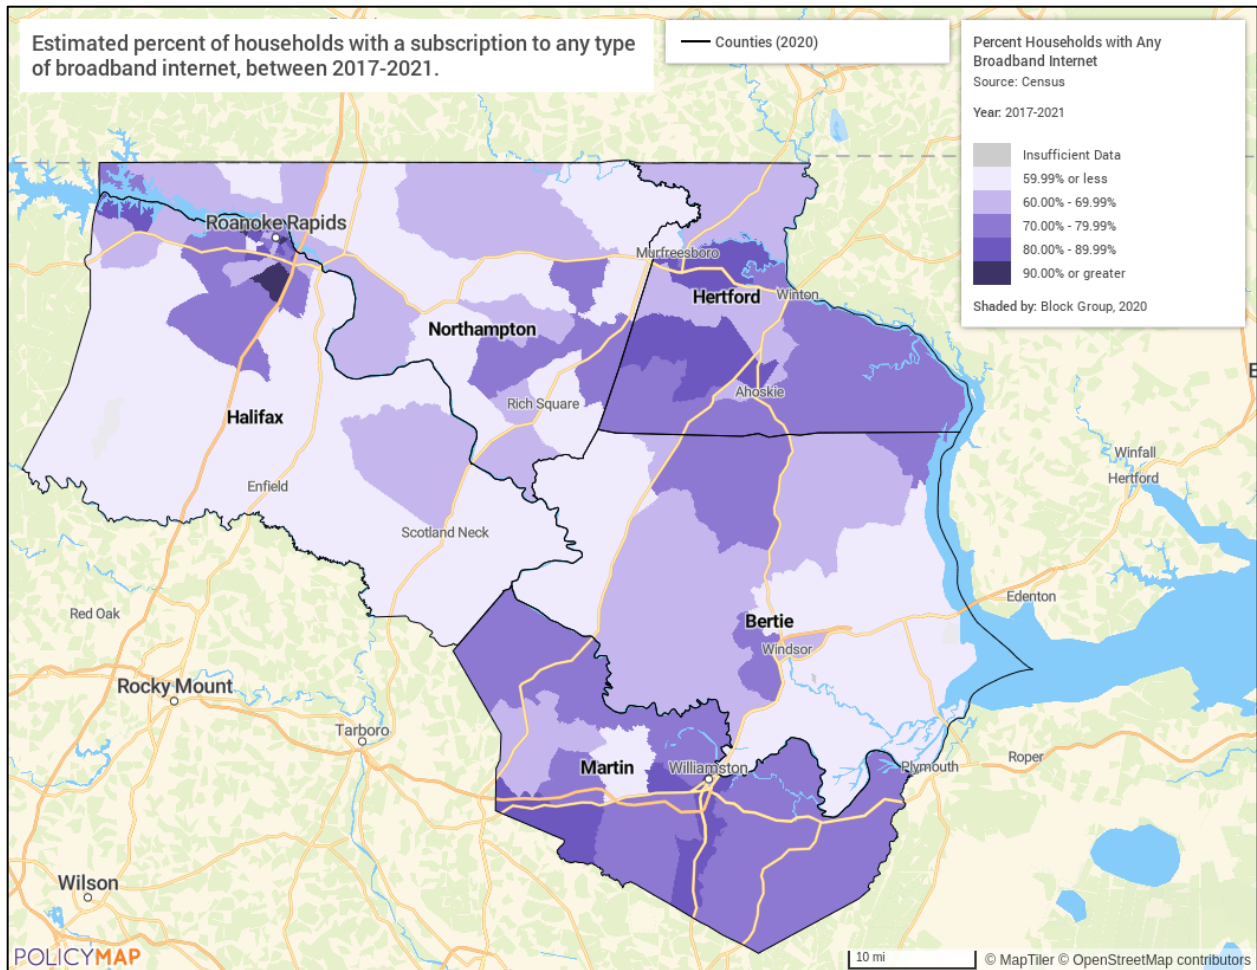 Estimated percent of households with a subscription to any type
of broadband internet, between 2017-2021.
Counties (2020)
Percent Households with Any
Broadband Internet
Source: Census
Year: 2017-2021
Insufficient Data
59.99% or less
60.00% - 69.99%
70.00% - 79.99%
80.00% - 89.99%
90.00% or greater
Shaded by: Block Group, 2020
Roanoke Rapids
Murfreesboro
Hertford
Winton
Northampton
Ahoskie
Rich Square
Halifax
Winfall
Hertford
Enfield
Scotland Neck
Edenton
Red Oak
Bertie
Windsor
Rocky Mount
Tarboro
Martin
Williamston
Plymouth
Roper
Wilson
POLICYMAP
10 mi
© MapTiler © OpenStreetMap contributors